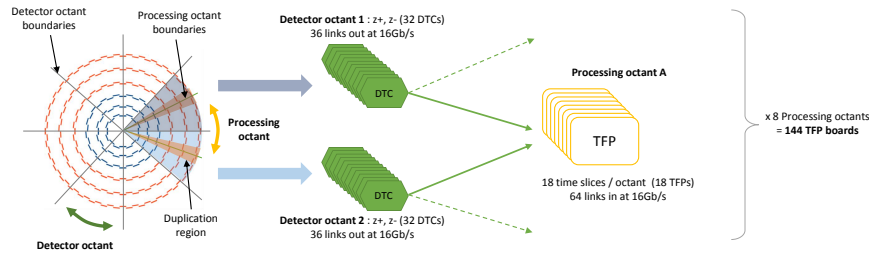 Detector octant
boundaries
Processing octant
boundaries
Processing
octant
Duplication
region
Detector octant
Detector octant 1 : z+, z- (32 DTCs)
36 links out at 16Gb/s
DTC
DTC
Detector octant 2 : z+, z- (32 DTCs)
36 links out at 16Gb/s
Processing octant A
TFP
18 time slices / octant (18 TFPs)
64 links in at 16Gb/s
x 8 Processing octants
= 144 TFP boards